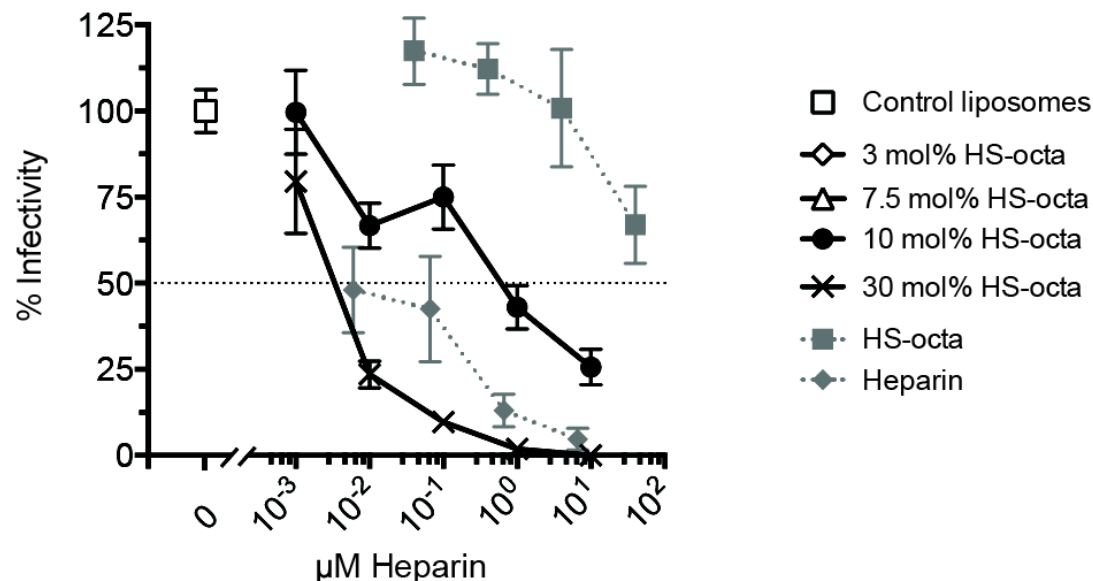 125
100
75
50
25
0
% Infectivity
0
10-3
10-2
10-1
100
101
102
µM Heparin
Control liposomes
3 mol% HS-octa
7.5 mol% HS-octa
10 mol% HS-octa
30 mol% HS-octa
HS-octa
Heparin